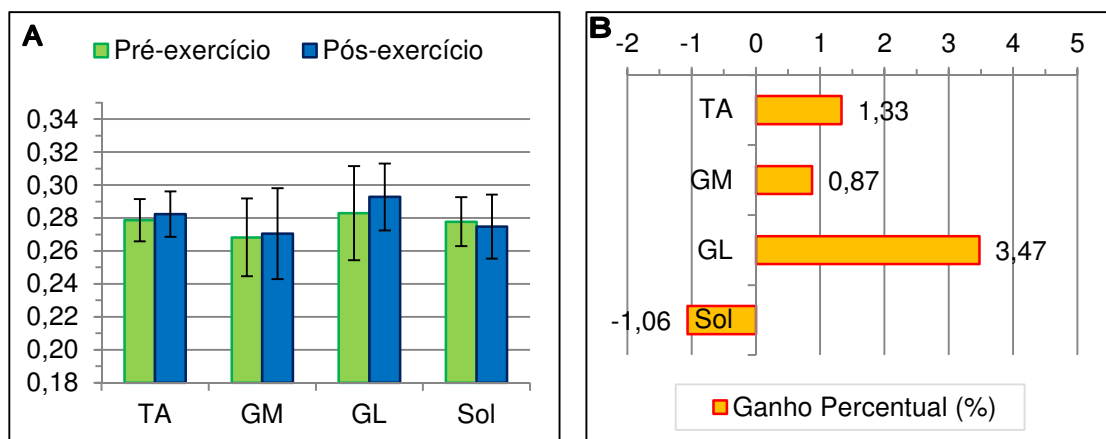 A
Pré-exercício Pós-exercício
0,34
0,32
0,30
0,28
0,26
0,24
0,22
0,20
0,18
TA GM GL Sol
B
-2 -1 0 1 2 3 4 5
TA 1,33
GM 0,87
GL 3,47
-1,06 Sol
Ganho Percentual (%)